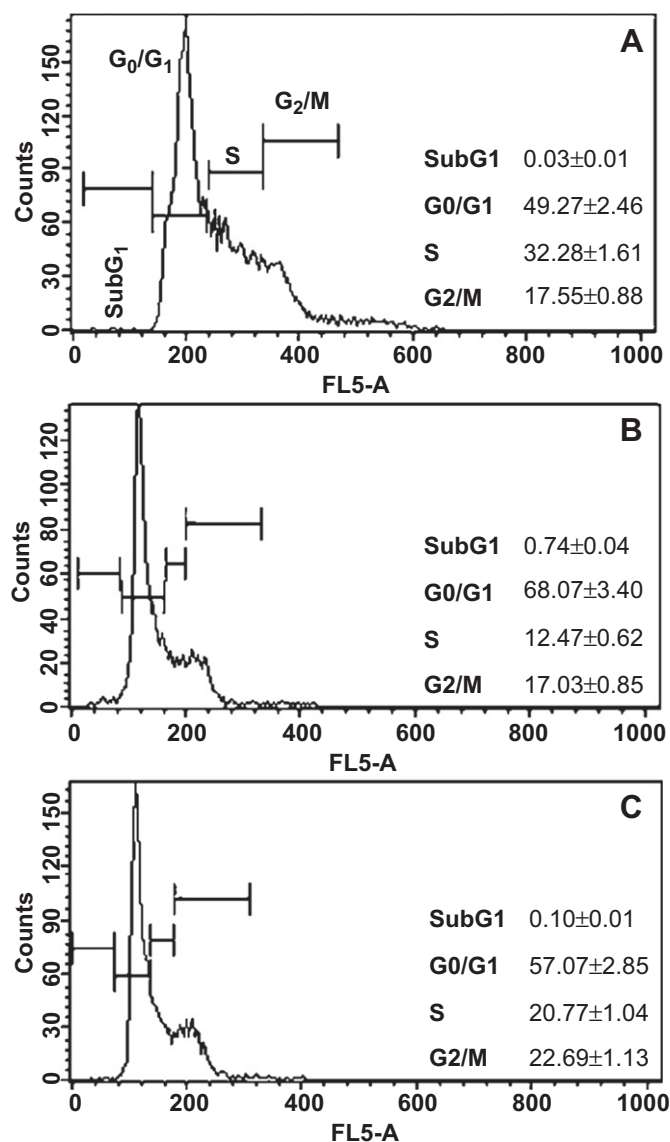 A
G0/G1
G2/M
S
SubG1
SubG1 0.03±0.01
G0/G1 49.27±2.46
S 32.28±1.61
G2/M 17.55±0.88
Counts
150
120
90
60
30
0
0 200 400 600 800 1000
FL5-A
B
SubG1 0.74±0.04
G0/G1 68.07±3.40
S 12.47±0.62
G2/M 17.03±0.85
Counts
120
100
80
60
40
20
0
0 200 400 600 800 1000
FL5-A
C
SubG1 0.10±0.01
G0/G1 57.07±2.85
S 20.77±1.04
G2/M 22.69±1.13
Counts
150
120
90
60
30
0
0 200 400 600 800 1000
FL5-A